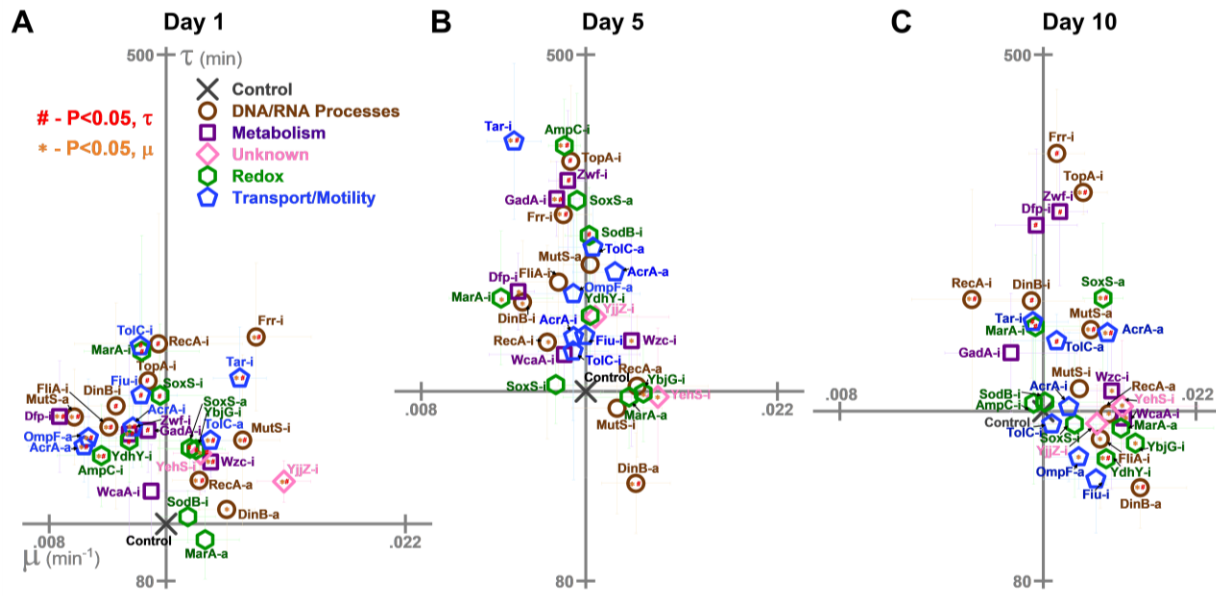 A
Day 1
500
τ (min)
# - P<0.05, τ
* - P<0.05, μ
Control
DNA/RNA Processes
Metabolism
Unknown
Redox
Transport/Motility
TolC-i
RecA-i
Frr-i
MarA-i
TopA-i
Tar-i
Fiu-i
SoxS-i
FliA-i
DinB-i
MutS-a
AcrA-i
SoxS-a
YbjG-i
Dfp-i
Zwf-i
TolC-a
GadA-i
OmpF-a
MutS-i
AcrA-a
YdhY-i
YehS-i
Wzc-i
AmpC-i
YjjZ-i
WcaA-i
RecA-a
SodB-i
DinB-a
Control
MarA-a
.008
.022
μ (min-1)
80
B
Day 5
500
Tar-i
AmpC-i
TopA-i
Zwf-i
GadA-i
SoxS-a
Frr-i
SodB-i
TolC-a
MutS-a
FliA-i
AcrA-a
Dfp-i
OmpF-a
MarA-i
YdhY-i
YjjZ-i
DinB-i
AcrA-i
RecA-i
Fiu-i
Wzc-i
WcaA-i
TolC-i
RecA-a
Control
YbjG-i
SoxS-i
YehS-i
MarA-a
MutS-i
.008
.022
DinB-a
80
C
Day 10
500
Frr-i
TopA-i
Zwf-i
Dfp-i
RecA-i
DinB-i
SoxS-a
Tar-i
MutS-a
MarA-i
AcrA-a
TolC-a
GadA-i
MutS-i
Wzc-i
RecA-a
AcrA-i
SodB-i
YehS-i
AmpC-i
WcaA-i
Control
MarA-a
TolC-i
SoxS-i
YbjG-i
YjjZ-i
FliA-i
OmpF-a
YdhY-i
Fiu-i
DinB-a
.008
.022
80